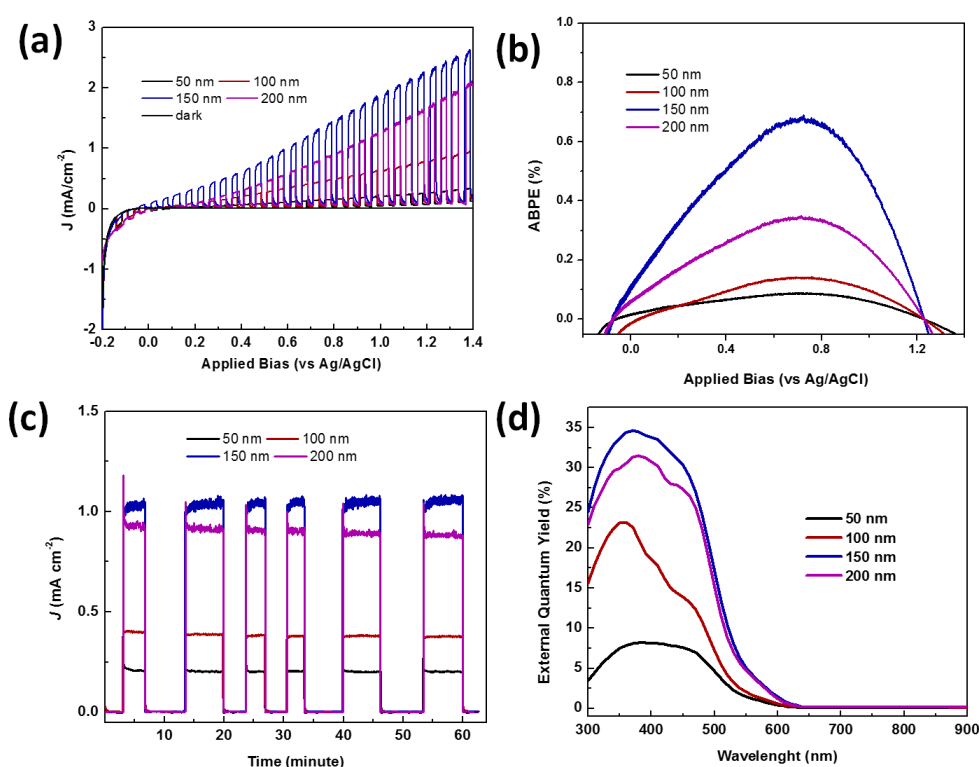 (a)
3
2
1
0
-1
-2
-0.2 0.0 0.2 0.4 0.6 0.8 1.0 1.2 1.4
J (mA/cm-2)
Applied Bias (vs Ag/AgCl)
50 nm 100 nm
150 nm 200 nm
dark
(b)
1.0
0.8
0.6
0.4
0.2
0.0
0.0 0.4 0.8 1.2
ABPE (%)
Applied Bias (vs Ag/AgCl)
50 nm
100 nm
150 nm
200 nm
(c)
1.5
1.0
0.5
0.0
10 20 30 40 50 60
J (mA cm-2)
Time (minute)
50 nm 100 nm
150 nm 200 nm
(d)
35
30
25
20
15
10
5
0
300 400 500 600 700 800 900
External Quantum Yield (%)
Wavelenght (nm)
50 nm
100 nm
150 nm
200 nm